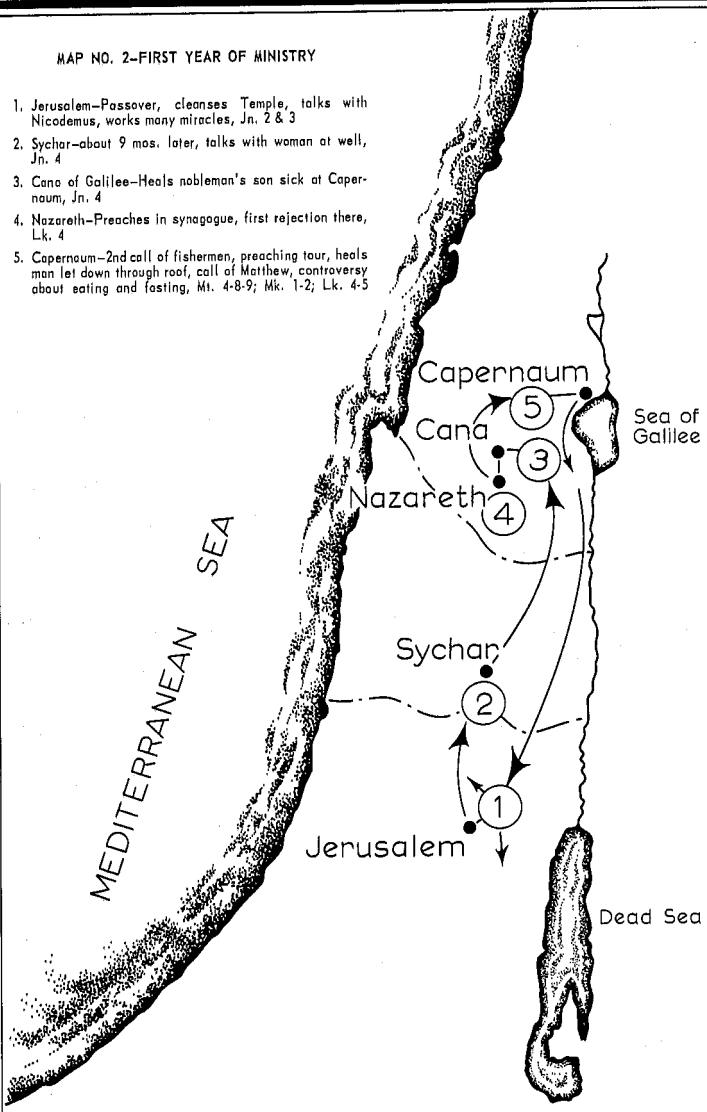 MAP NO. 2–FIRST YEAR OF MINISTRY
1. Jerusalem–Passover, cleanses Temple, talks with
Nicodemus, works many miracles, Jn. 2 & 3
2. Sychar–about 9 mos. later, talks with woman at well,
Jn. 4
3. Cana of Galilee–Heals nobleman's son sick at Caper-
naum, Jn. 4
4. Nazareth–Preaches in synagogue, first rejection there,
Lk. 4
5. Capernaum–2nd call of fishermen, preaching tour, heals
man let down through roof, call of Matthew, controversy
about eating and fasting, Mt. 4-8-9; Mk. 1-2; Lk. 4-5
Capernaum
5
Sea of
Galilee
Cana
3
Nazareth
4
MEDITERRANEAN SEA
Sychar
2
1
Jerusalem
Dead Sea